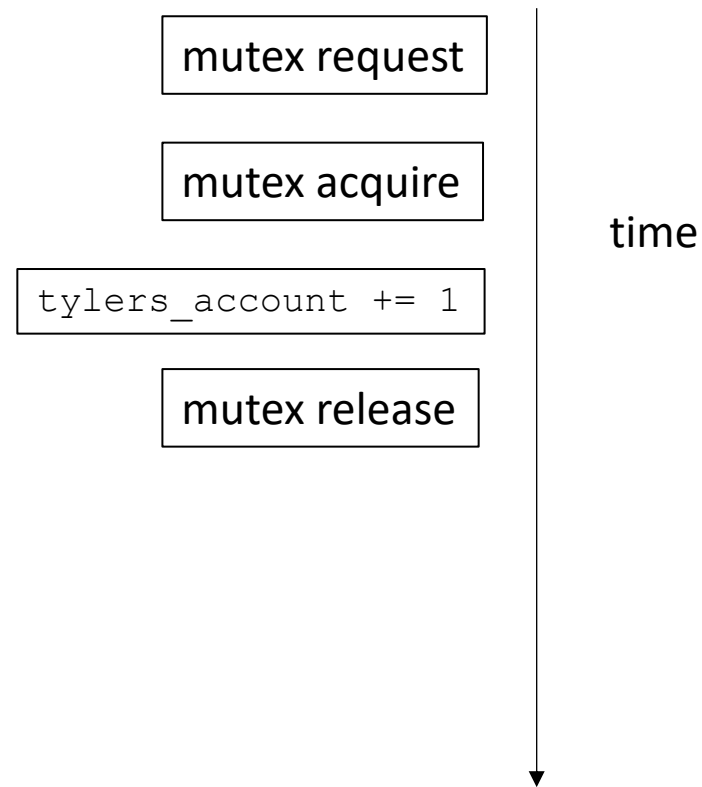 mutex request
mutex acquire
time
tylers_account += 1
mutex release